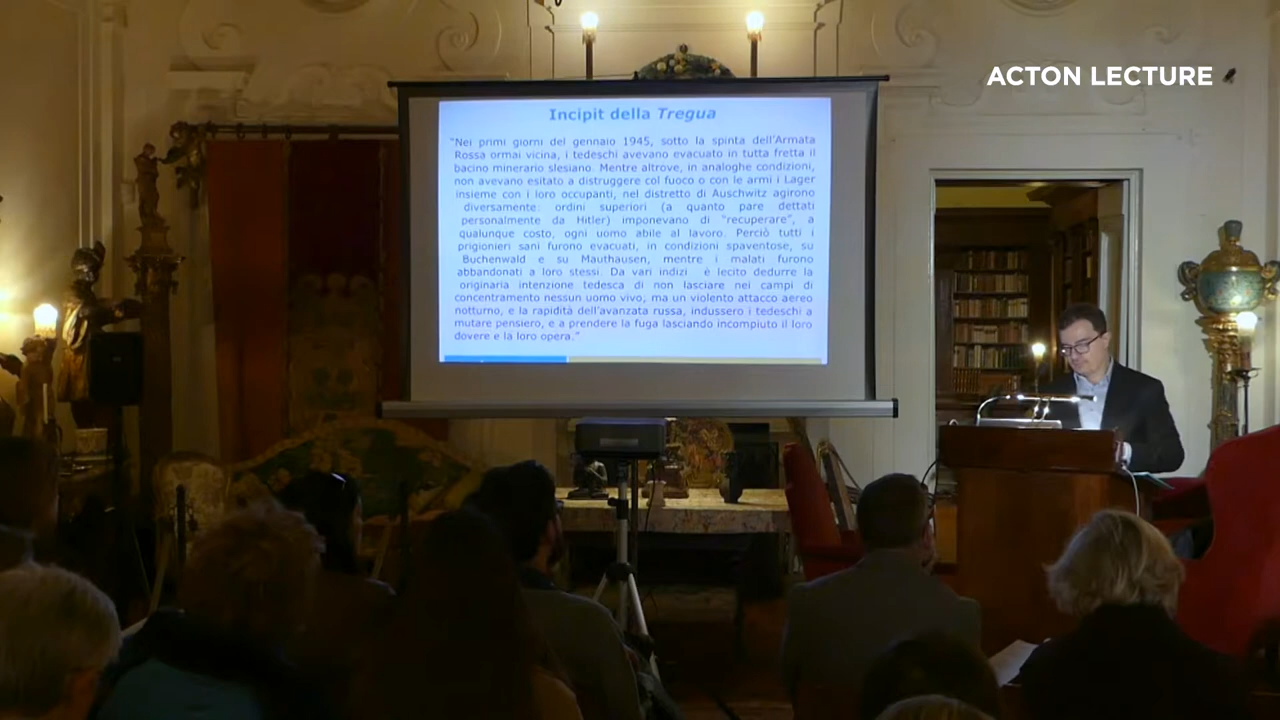 ACTON LECTURE
Incipit della Tregua
"Nei primi giorni del gennaio 1945, sotto la spinta dell'Armata
Rossa ormai vicina, i tedeschi avevano evacuato in tutta fretta il
bacino minerario slesiano. Mentre altrove, in analoghe condizioni,
non avevano esitato a distruggere col fuoco o con le armi i Lager
insieme con i loro occupanti, nel distretto di Auschwitz agirono
diversamente: ordini superiori (a quanto pare dettati
personalmente da Hitler) imponevano di "recuperare", a
qualunque costo, ogni uomo abile al lavoro. Perciò tutti i
prigionieri sani furono evacuati, in condizioni spaventose, su
Buchenwald e su Mauthausen, mentre i malati furono
abbandonati a loro stessi. Da vari indizi è lecito dedurre la
originaria intenzione tedesca di non lasciare nei campi di
concentramento nessun uomo vivo; ma un violento attacco aereo
notturno, e la rapidità dell'avanzata russa, indussero i tedeschi a
mutare pensiero, e a prendere la fuga lasciando incompiuto il loro
dovere e la loro opera."